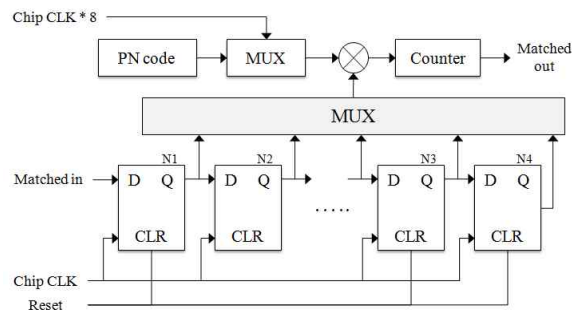 Chip CLK * 8
PN code
MUX
Counter
Matched
out
MUX
N1
N2
N3
N4
Matched in
D Q
D Q
D Q
D Q
.....
CLR
CLR
CLR
CLR
Chip CLK
Reset